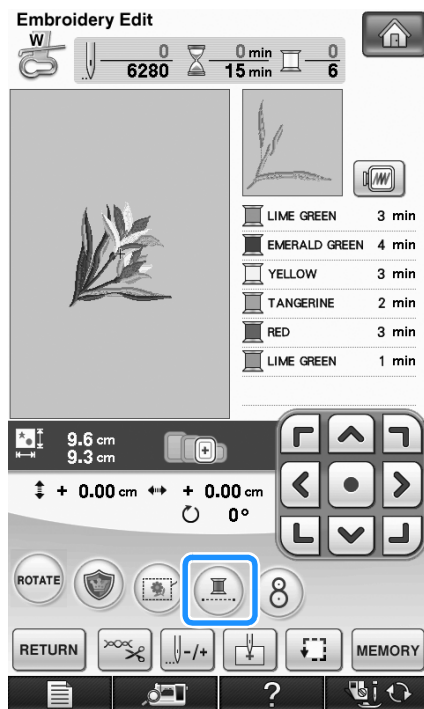 Embroidery Edit
W
0 0 min 0
6280 15 min 6
LIME GREEN 3 min
EMERALD GREEN 4 min
YELLOW 3 min
TANGERINE 2 min
RED 3 min
LIME GREEN 1 min
9.6 cm
9.3 cm
+ 0.00 cm + 0.00 cm
0°
ROTATE 8
RETURN -/+ MEMORY
? i